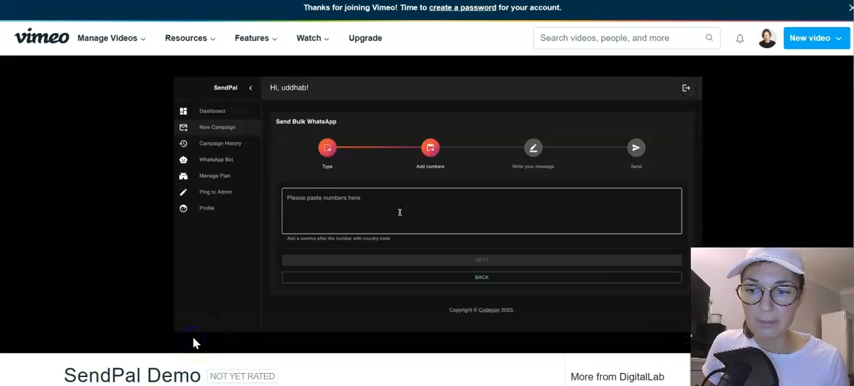 Thanks for joining Vimeo! Time to create a password for your account.
vimeo Manage Videos Resources Features Watch Upgrade Search videos, people, and more New video
SendPal Hi, uddhab!
Dashboard
New Campaign
Campaign History
WhatsApp Bot
Manage Plan
Ping to Admin
Profile
Send Bulk WhatsApp
Type Add numbers Write your message Send
Please paste numbers here
Add a comma after the number with country code
NEXT
BACK
Copyright © Codeyon 2023.
SendPal Demo NOT YET RATED
More from DigitalLab